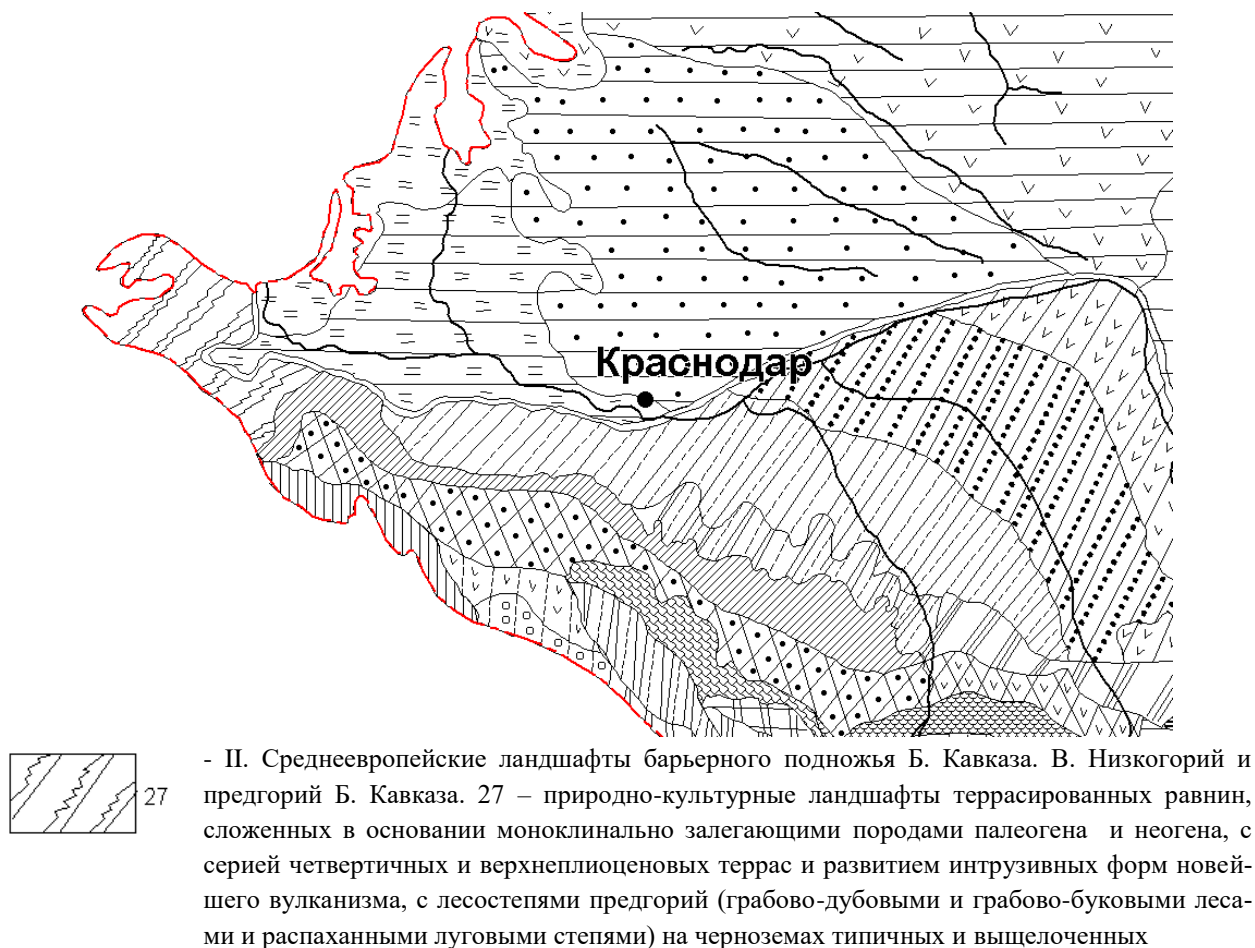 Краснодар
- II. Среднеевропейские ландшафты барьерного подножья Б. Кавказа. В. Низкогорий и
27
предгорий Б. Кавказа. 27 – природно-культурные ландшафты террасированных равнин,
сложенных в основании моноклинально залегающими породами палеогена и неогена, с
серией четвертичных и верхнеплиоценовых террас и развитием интрузивных форм новей-
шего вулканизма, с лесостепями предгорий (грабово-дубовыми и грабово-буковыми леса-
ми и распаханными луговыми степями) на черноземах типичных и выщелоченных